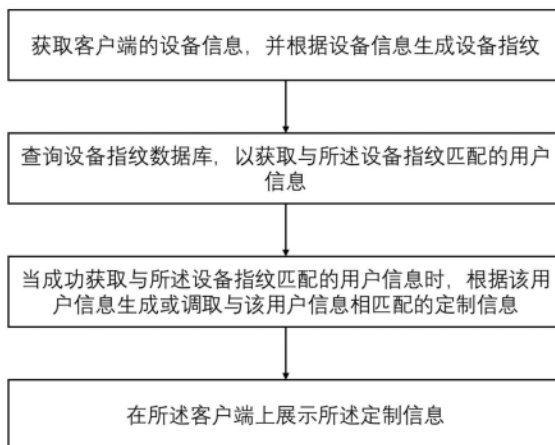 获取客户端的设备信息，并根据设备信息生成设备指纹
查询设备指纹数据库，以获取与所述设备指纹匹配的用户
信息
当成功获取与所述设备指纹匹配的用户信息时，根据该用
户信息生成或调取与该用户信息相匹配的定制信息
在所述客户端上展示所述定制信息